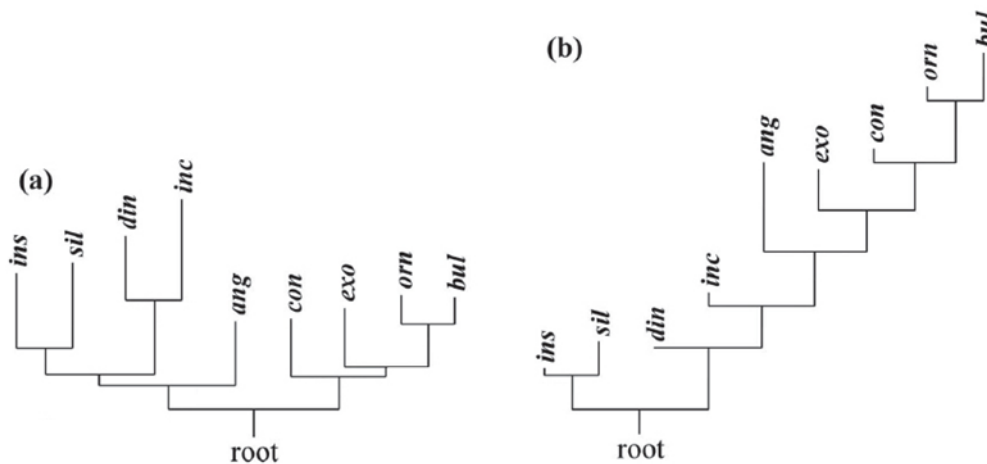 (a)
ins
sil
din
inc
ang
con
exo
orn
bul
root
(b)
ins
sil
din
inc
ang
exo
con
orn
bul
root